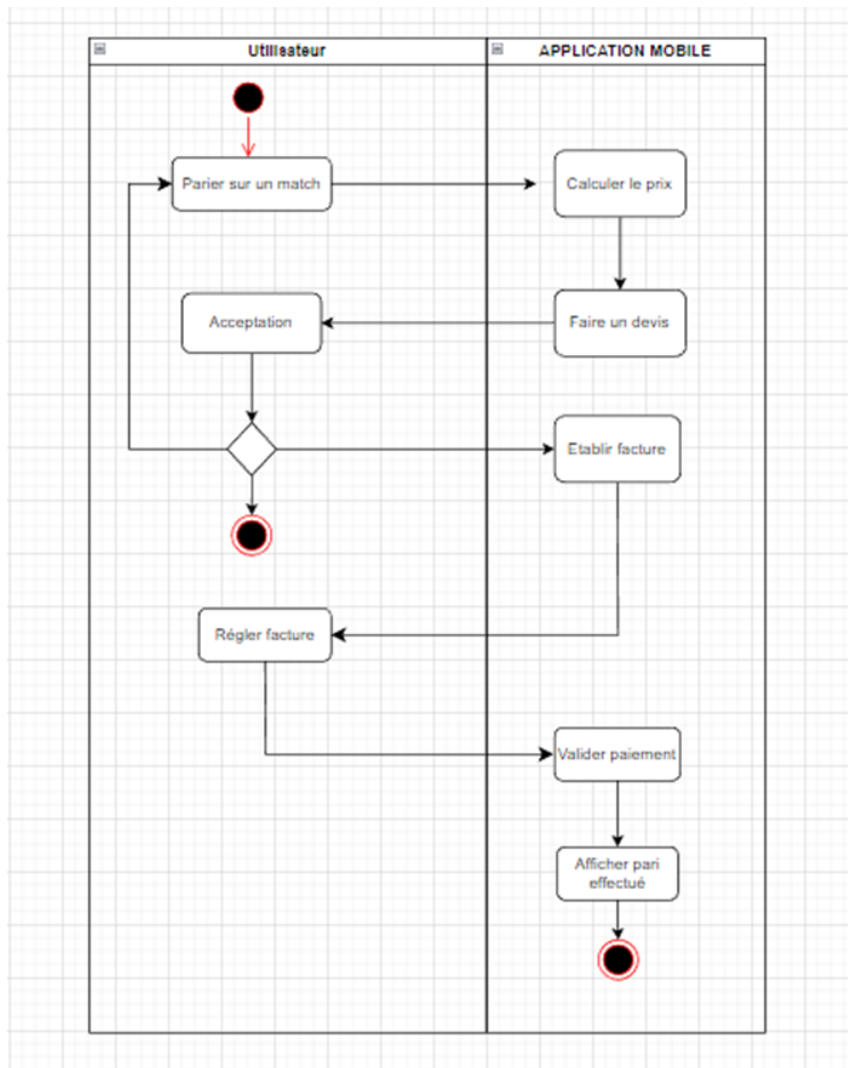 Utilisateur
APPLICATION MOBILE
Parier sur un match
Calculer le prix
Acceptation
Faire un devis
Etablir facture
Régler facture
Valider paiement
Afficher pari
effectué